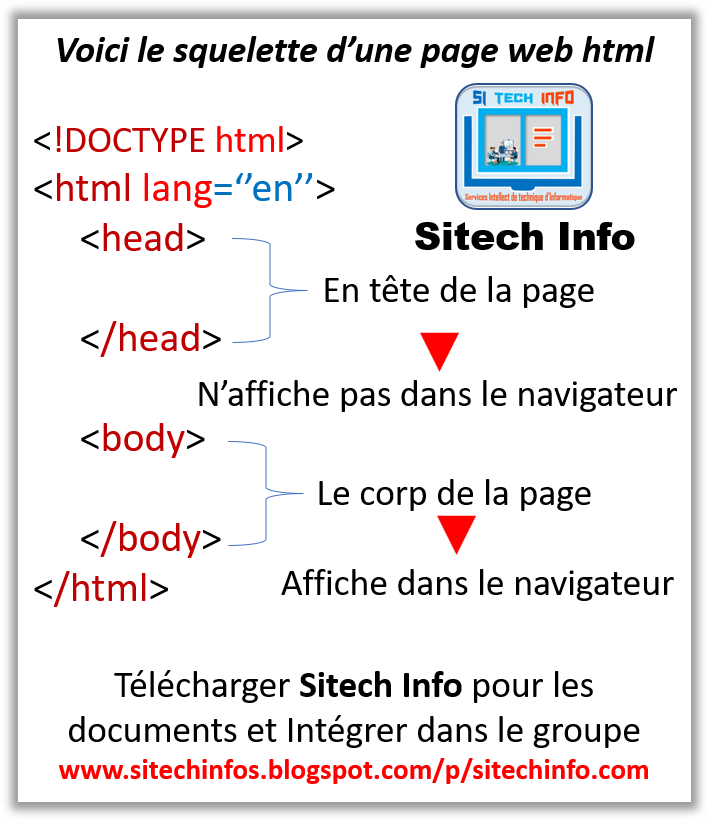 Voici le squelette d’une page web html
SI TECH INFO
Services Intellect de technique d'Informatique
Sitech Info
<!DOCTYPE html>
<html lang=‘’en’’>
<head>
En tête de la page
</head>
N’affiche pas dans le navigateur
<body>
Le corp de la page
</body>
Affiche dans le navigateur
</html>
Télécharger Sitech Info pour les
documents et Intégrer dans le groupe
www.sitechinfos.blogspot.com/p/sitechinfo.com